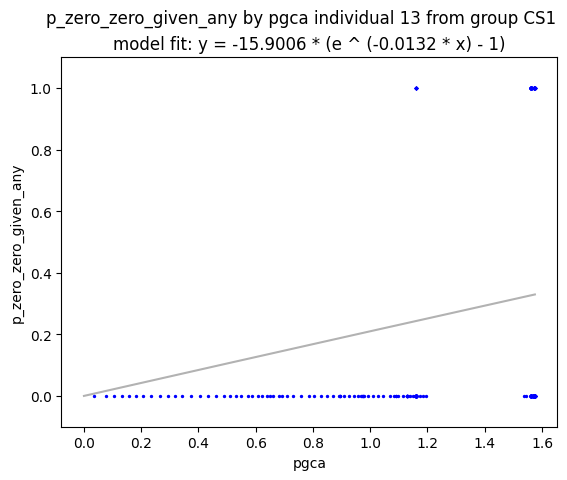 p_zero_zero_given_any by pgca individual 13 from group CS1
model fit: y = -15.9006 * (e ^ (-0.0132 * x) - 1)
1.0
0.8
0.6
0.4
0.2
0.0
p_zero_zero_given_any
0.0 0.2 0.4 0.6 0.8 1.0 1.2 1.4 1.6
pgca